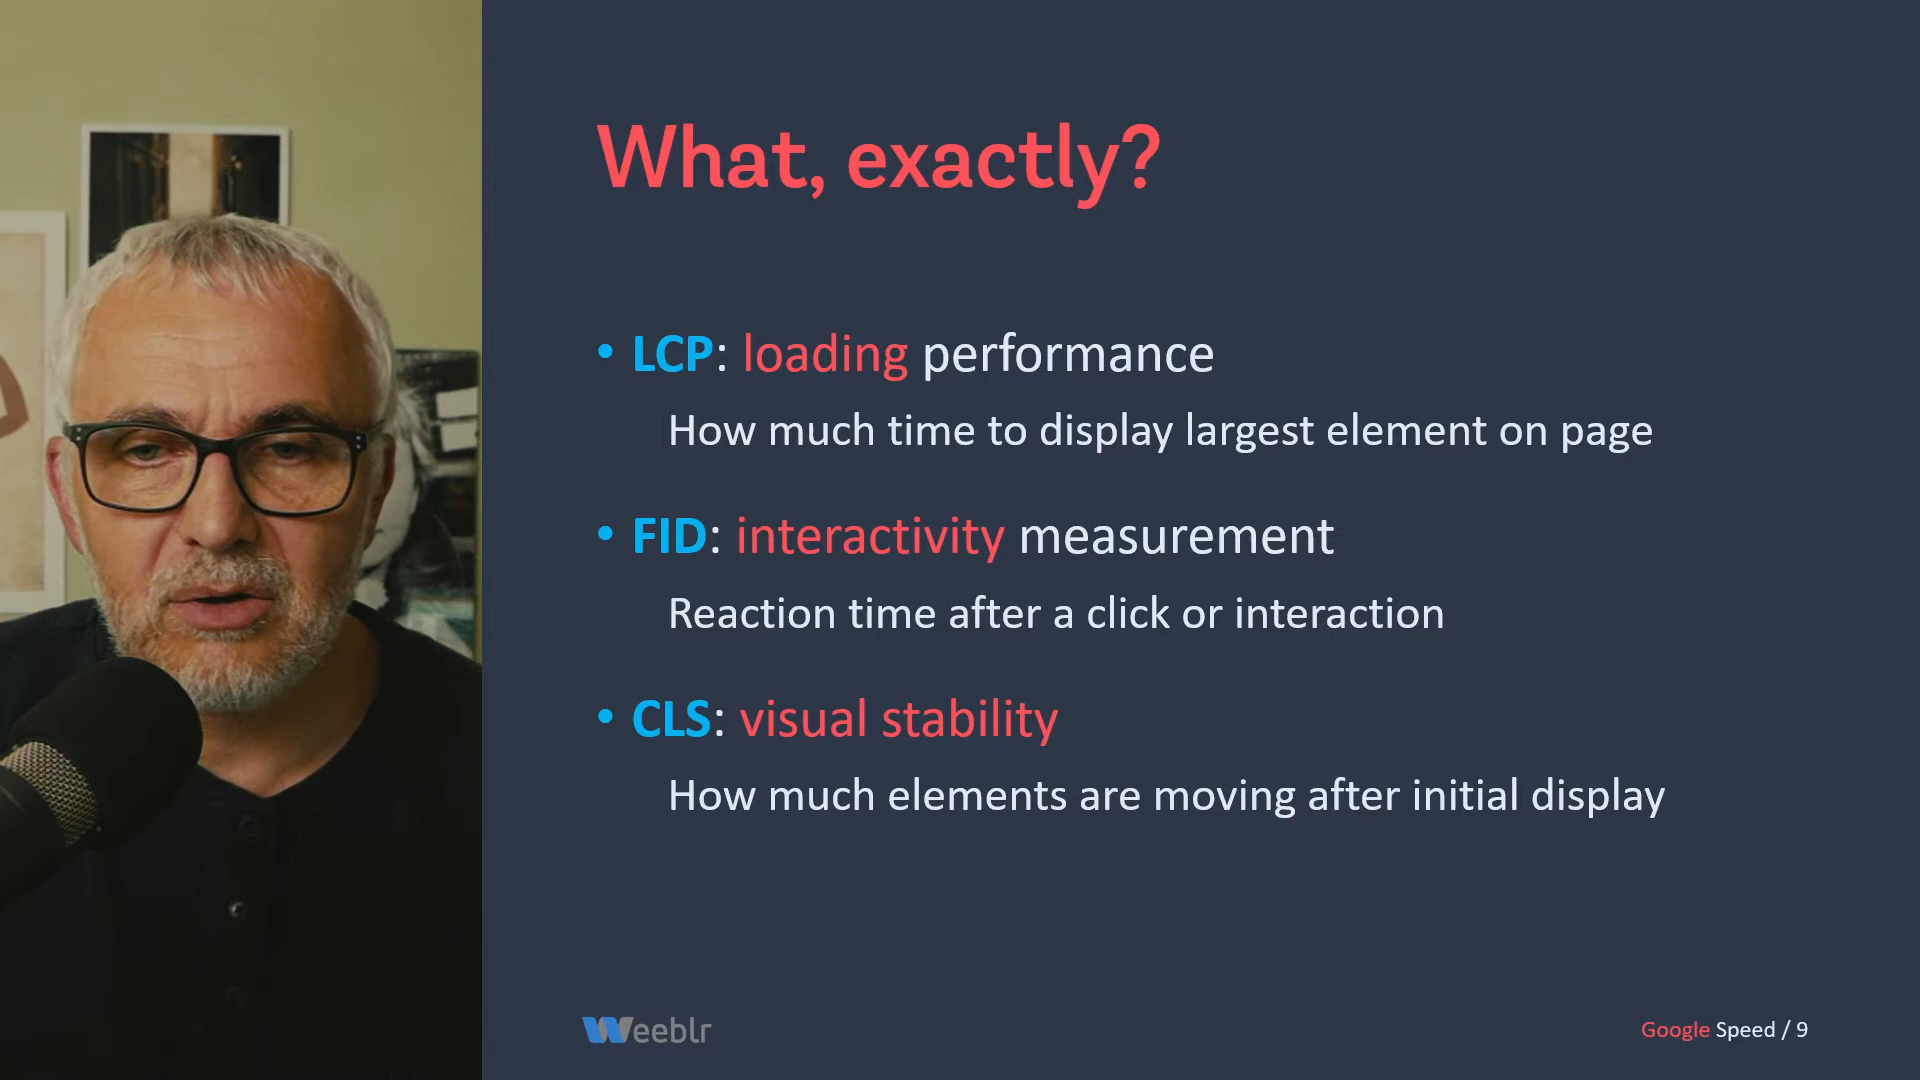 What, exactly?
• LCP: loading performance
How much time to display largest element on page
• FID: interactivity measurement
Reaction time after a click or interaction
• CLS: visual stability
How much elements are moving after initial display
Weeblr
Google Speed / 9